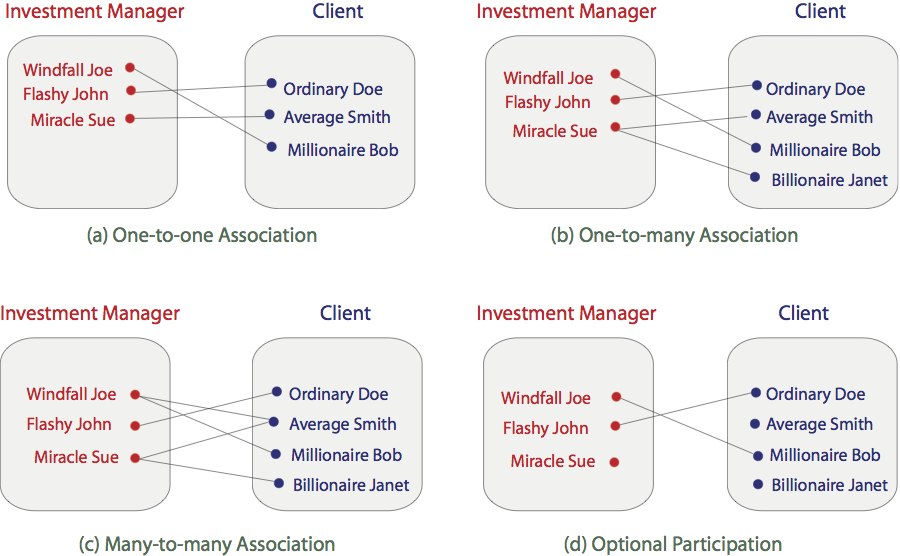 Investment Manager Client
Windfall Joe
Flashy John
Miracle Sue
Ordinary Doe
Average Smith
Millionaire Bob
(a) One-to-one Association
Investment Manager Client
Windfall Joe
Flashy John
Miracle Sue
Ordinary Doe
Average Smith
Millionaire Bob
Billionaire Janet
(b) One-to-many Association
Investment Manager Client
Windfall Joe
Flashy John
Miracle Sue
Ordinary Doe
Average Smith
Millionaire Bob
Billionaire Janet
(c) Many-to-many Association
Investment Manager Client
Windfall Joe
Flashy John
Miracle Sue
Ordinary Doe
Average Smith
Millionaire Bob
Billionaire Janet
(d) Optional Participation